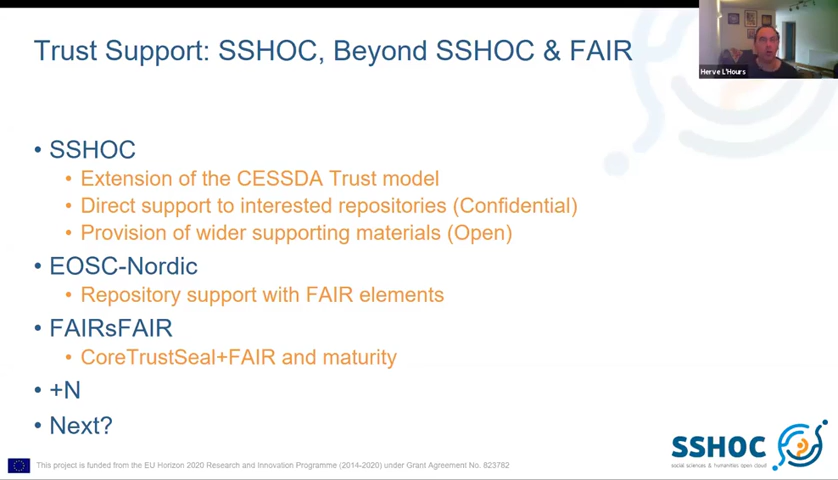 Trust Support: SSHOC, Beyond SSHOC & FAIR
Herve L'Hours
• SSHOC
• Extension of the CESSDA Trust model
• Direct support to interested repositories (Confidential)
• Provision of wider supporting materials (Open)
• EOSC-Nordic
• Repository support with FAIR elements
• FAIRsFAIR
• CoreTrustSeal+FAIR and maturity
• +N
• Next?
SSHOC
social sciences & humanities open cloud
This project is funded from the EU Horizon 2020 Research and Innovation Programme (2014-2020) under Grant Agreement No. 823782